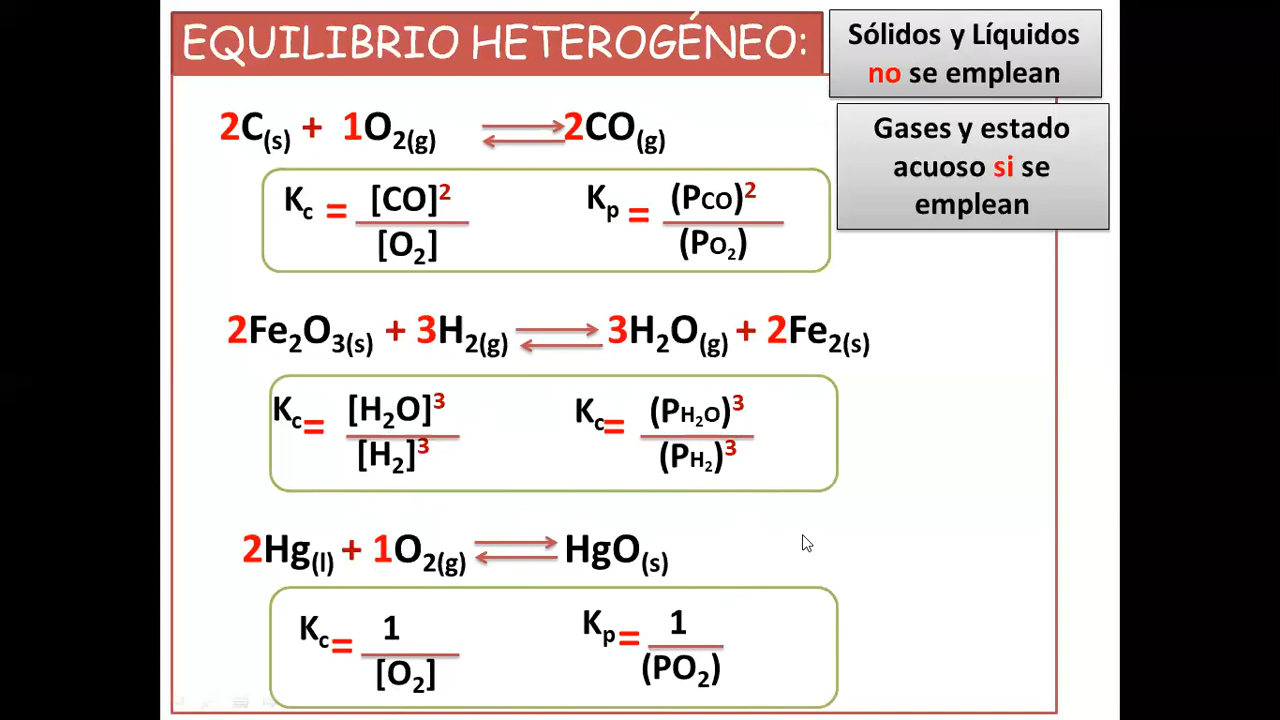 EQUILIBRIO HETEROGÉNEO:
Sólidos y Líquidos
no se emplean
Gases y estado
acuoso si se
emplean
2C(s) + 1O2(g) ⇌ 2CO(g)
Kc = [CO]2 / [O2]
Kp = (PCO)2 / (PO2)
2Fe2O3(s) + 3H2(g) ⇌ 3H2O(g) + 2Fe2(s)
Kc = [H2O]3 / [H2]3
Kc = (PH2O)3 / (PH2)3
2Hg(l) + 1O2(g) ⇌ HgO(s)
Kc = 1 / [O2]
Kp = 1 / (PO2)